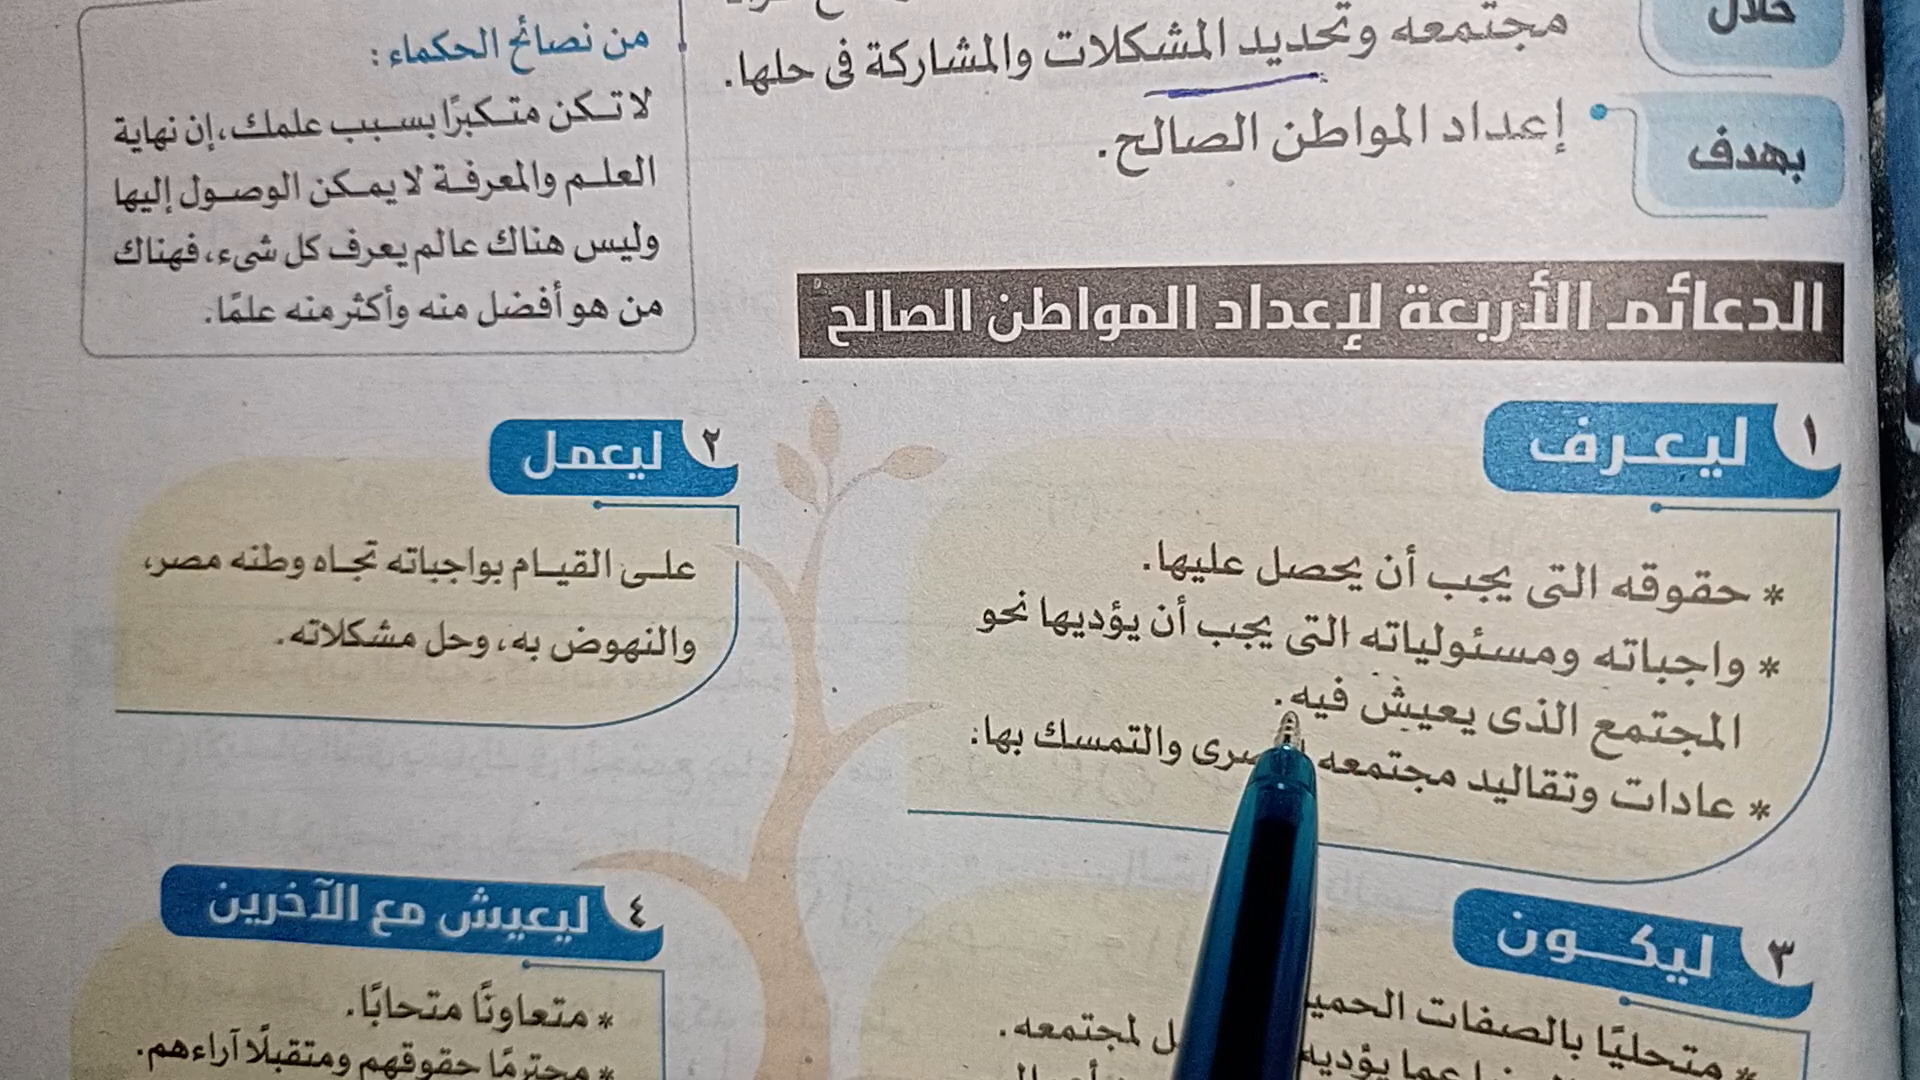 خلال
مجتمعه وتحديد المشكلات والمشاركة فى حلها.
بهدف
إعداد المواطن الصالح.
من نصائح الحكماء :
لا تكن متكبرًا بسبب علمك، إن نهاية
العلم والمعرفة لا يمكن الوصول إليها
وليس هناك عالم يعرف كل شىء، فهناك
من هو أفضل منه وأكثر منه علمًا.
الدعائم الأربعة لإعداد المواطن الصالح
١ ليعرف
* حقوقه التى يجب أن يحصل عليها.
* واجباته ومسئولياته التى يجب أن يؤديها نحو
المجتمع الذى يعيش فيه.
* عادات وتقاليد مجتمعه والتمسك بها.
٢ ليعمل
على القيام بواجباته تجاه وطنه مصر،
والنهوض به، وحل مشكلاته.
٣ ليكون
* متحليًا بالصفات لمجتمعه.
عما
٤ ليعيش مع الآخرين
* متعاونًا متحابًا.
* محترمًا حقوقهم ومتقبلًا آراءهم.